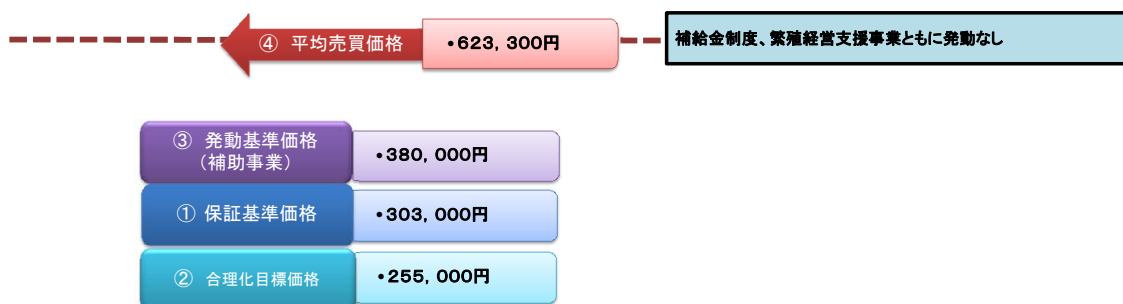 ④ 平均売買価格
•623, 300円
補給金制度、繁殖経営支援事業ともに発動なし
③ 発動基準価格
（補助事業）
•380, 000円
① 保証基準価格
•303, 000円
② 合理化目標価格
•255, 000円